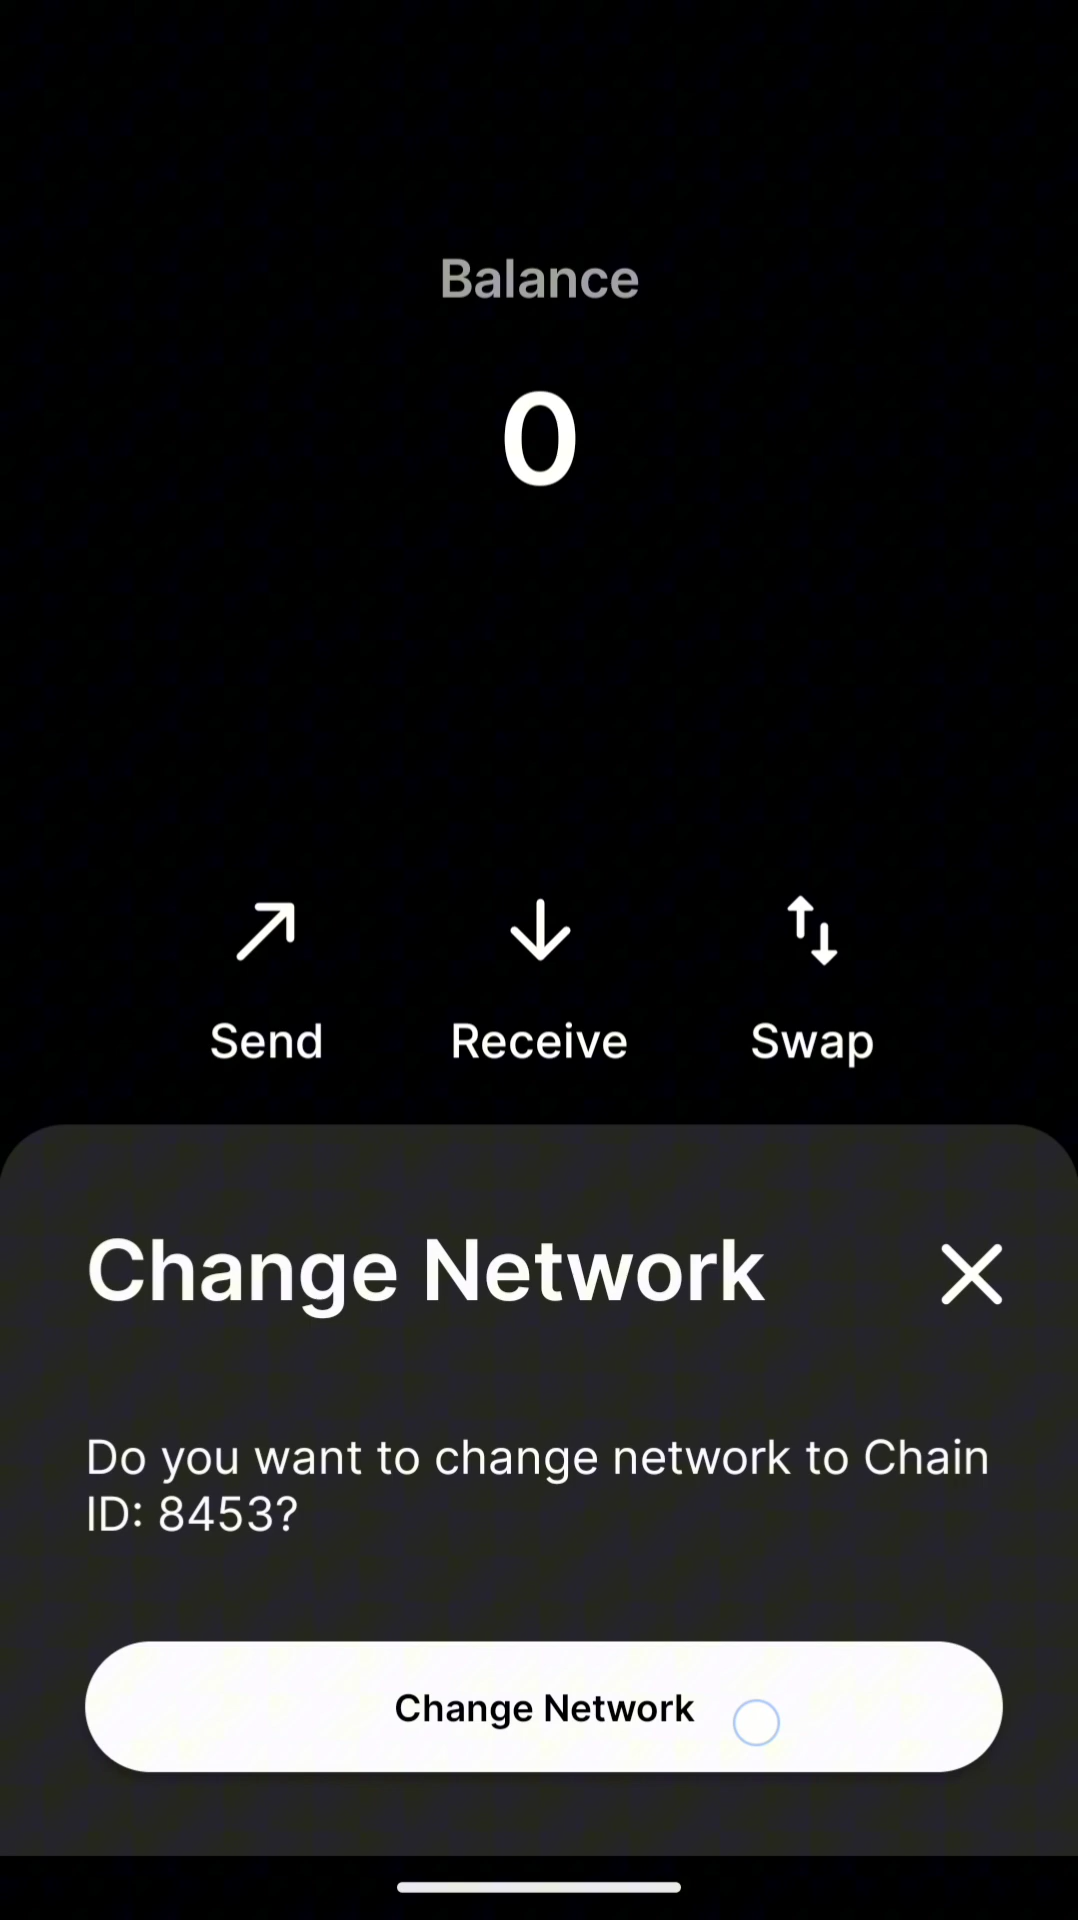 Balance
0
Send Receive Swap
Change Network
Do you want to change network to Chain
ID: 8453?
Change Network